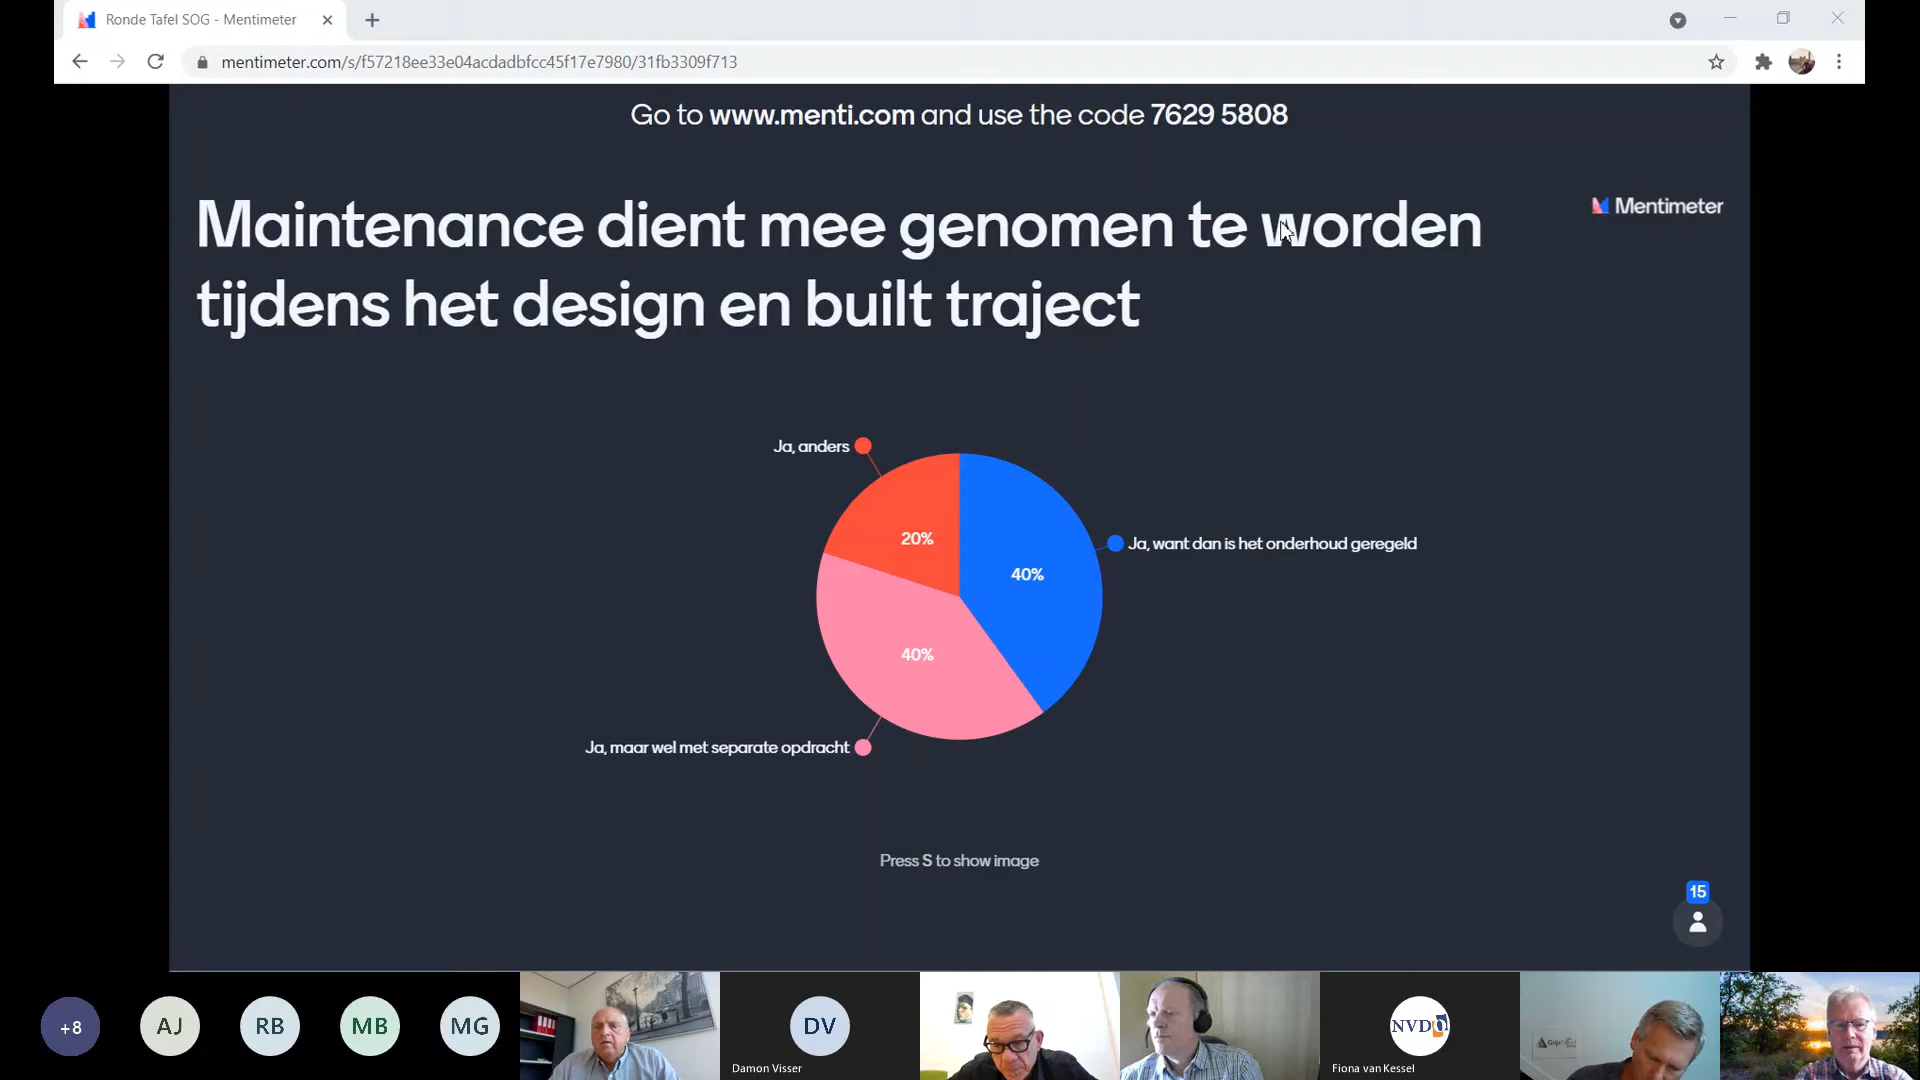 Ronde Tafel SOG - Mentimeter
mentimeter.com/s/f57218ee33e04acdadbfcc45f17e7980/31fb3309f713
Go to www.menti.com and use the code 7629 5808
Maintenance dient mee genomen te worden
tijdens het design en built traject
Mentimeter
Ja, anders
20%
40%
Ja, want dan is het onderhoud geregeld
40%
Ja, maar wel met separate opdracht
Press S to show image
15
+8
AJ
RB
MB
MG
DV
Damon Visser
NVDO
Fiona van Kessel